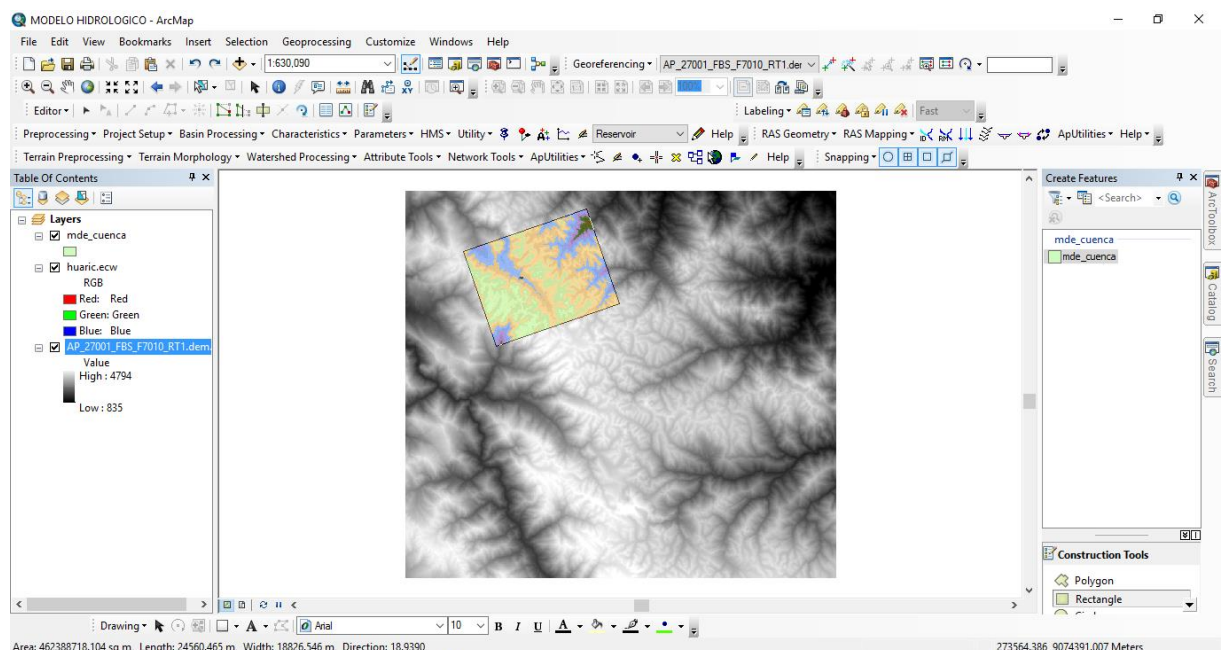 MODELO HIDROLOGICO - ArcMap
File Edit View Bookmarks Insert Selection Geoprocessing Customize Windows Help
1:630,090 Georeferencing AP_27001_FBS_F7010_RT1.der
100%
Editor Labeling Fast
Preprocessing Project Setup Basin Processing Characteristics Parameters HMS Utility Reservoir Help RAS Geometry RAS Mapping ApUtilities Help
Terrain Preprocessing Terrain Morphology Watershed Processing Attribute Tools Network Tools ApUtilities Help Snapping
Table Of Contents
Layers
mde_cuenca
huaric.ecw
RGB
Red: Red
Green: Green
Blue: Blue
AP_27001_FBS_F7010_RT1.dem.
Value
High : 4794
Low : 835
Create Features
<Search>
mde_cuenca
mde_cuenca
Construction Tools
Polygon
Rectangle
ArcToolbox
Catalog
Search
Drawing A Arial 10 B I U A
Area: 462388718.104 sq m, Length: 24560.465 m, Width: 18826.546 m, Direction: 18.9390
273564.386 9074391.007 Meters